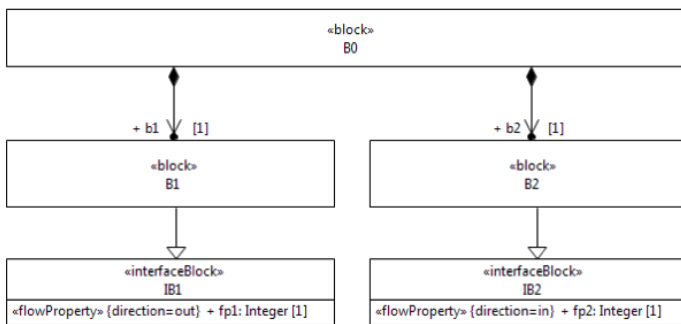 «block»
B0
+ b1 [1]
+ b2 [1]
«block»
B1
«block»
B2
«interfaceBlock»
IB1
«flowProperty» {direction=out} + fp1: Integer [1]
«interfaceBlock»
IB2
«flowProperty» {direction=in} + fp2: Integer [1]